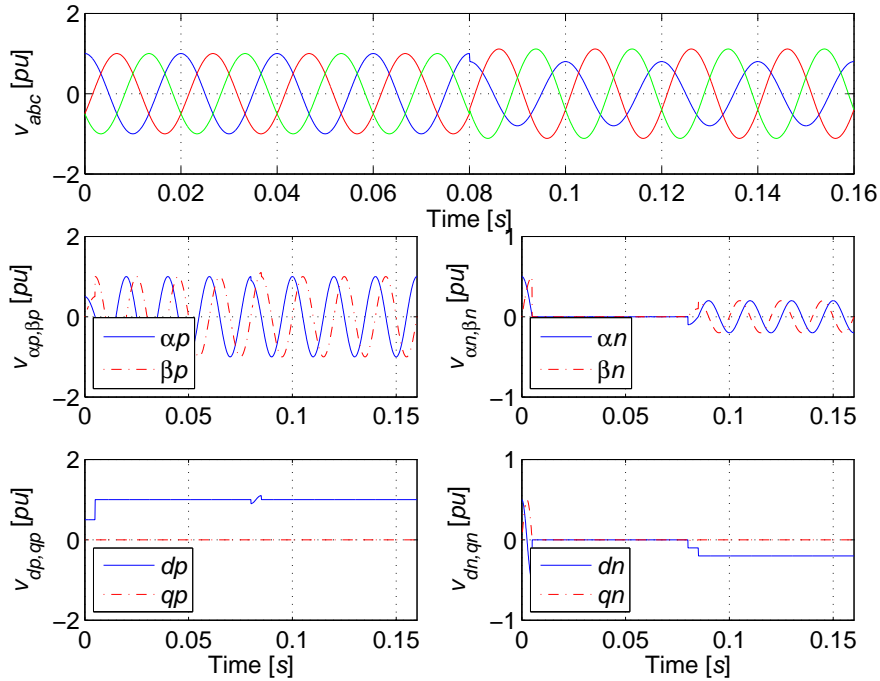 v_abc [pu]
2
0
−2
0 0.02 0.04 0.06 0.08 0.1 0.12 0.14 0.16
Time [s]
v_αp,βp [pu]
2
0
−2
0 0.05 0.1 0.15
αp
βp
v_αn,βn [pu]
1
0
−1
0 0.05 0.1 0.15
αn
βn
v_dp,qp [pu]
2
0
−2
0 0.05 0.1 0.15
dp
qp
Time [s]
v_dn,qn [pu]
1
0
−1
0 0.05 0.1 0.15
dn
qn
Time [s]